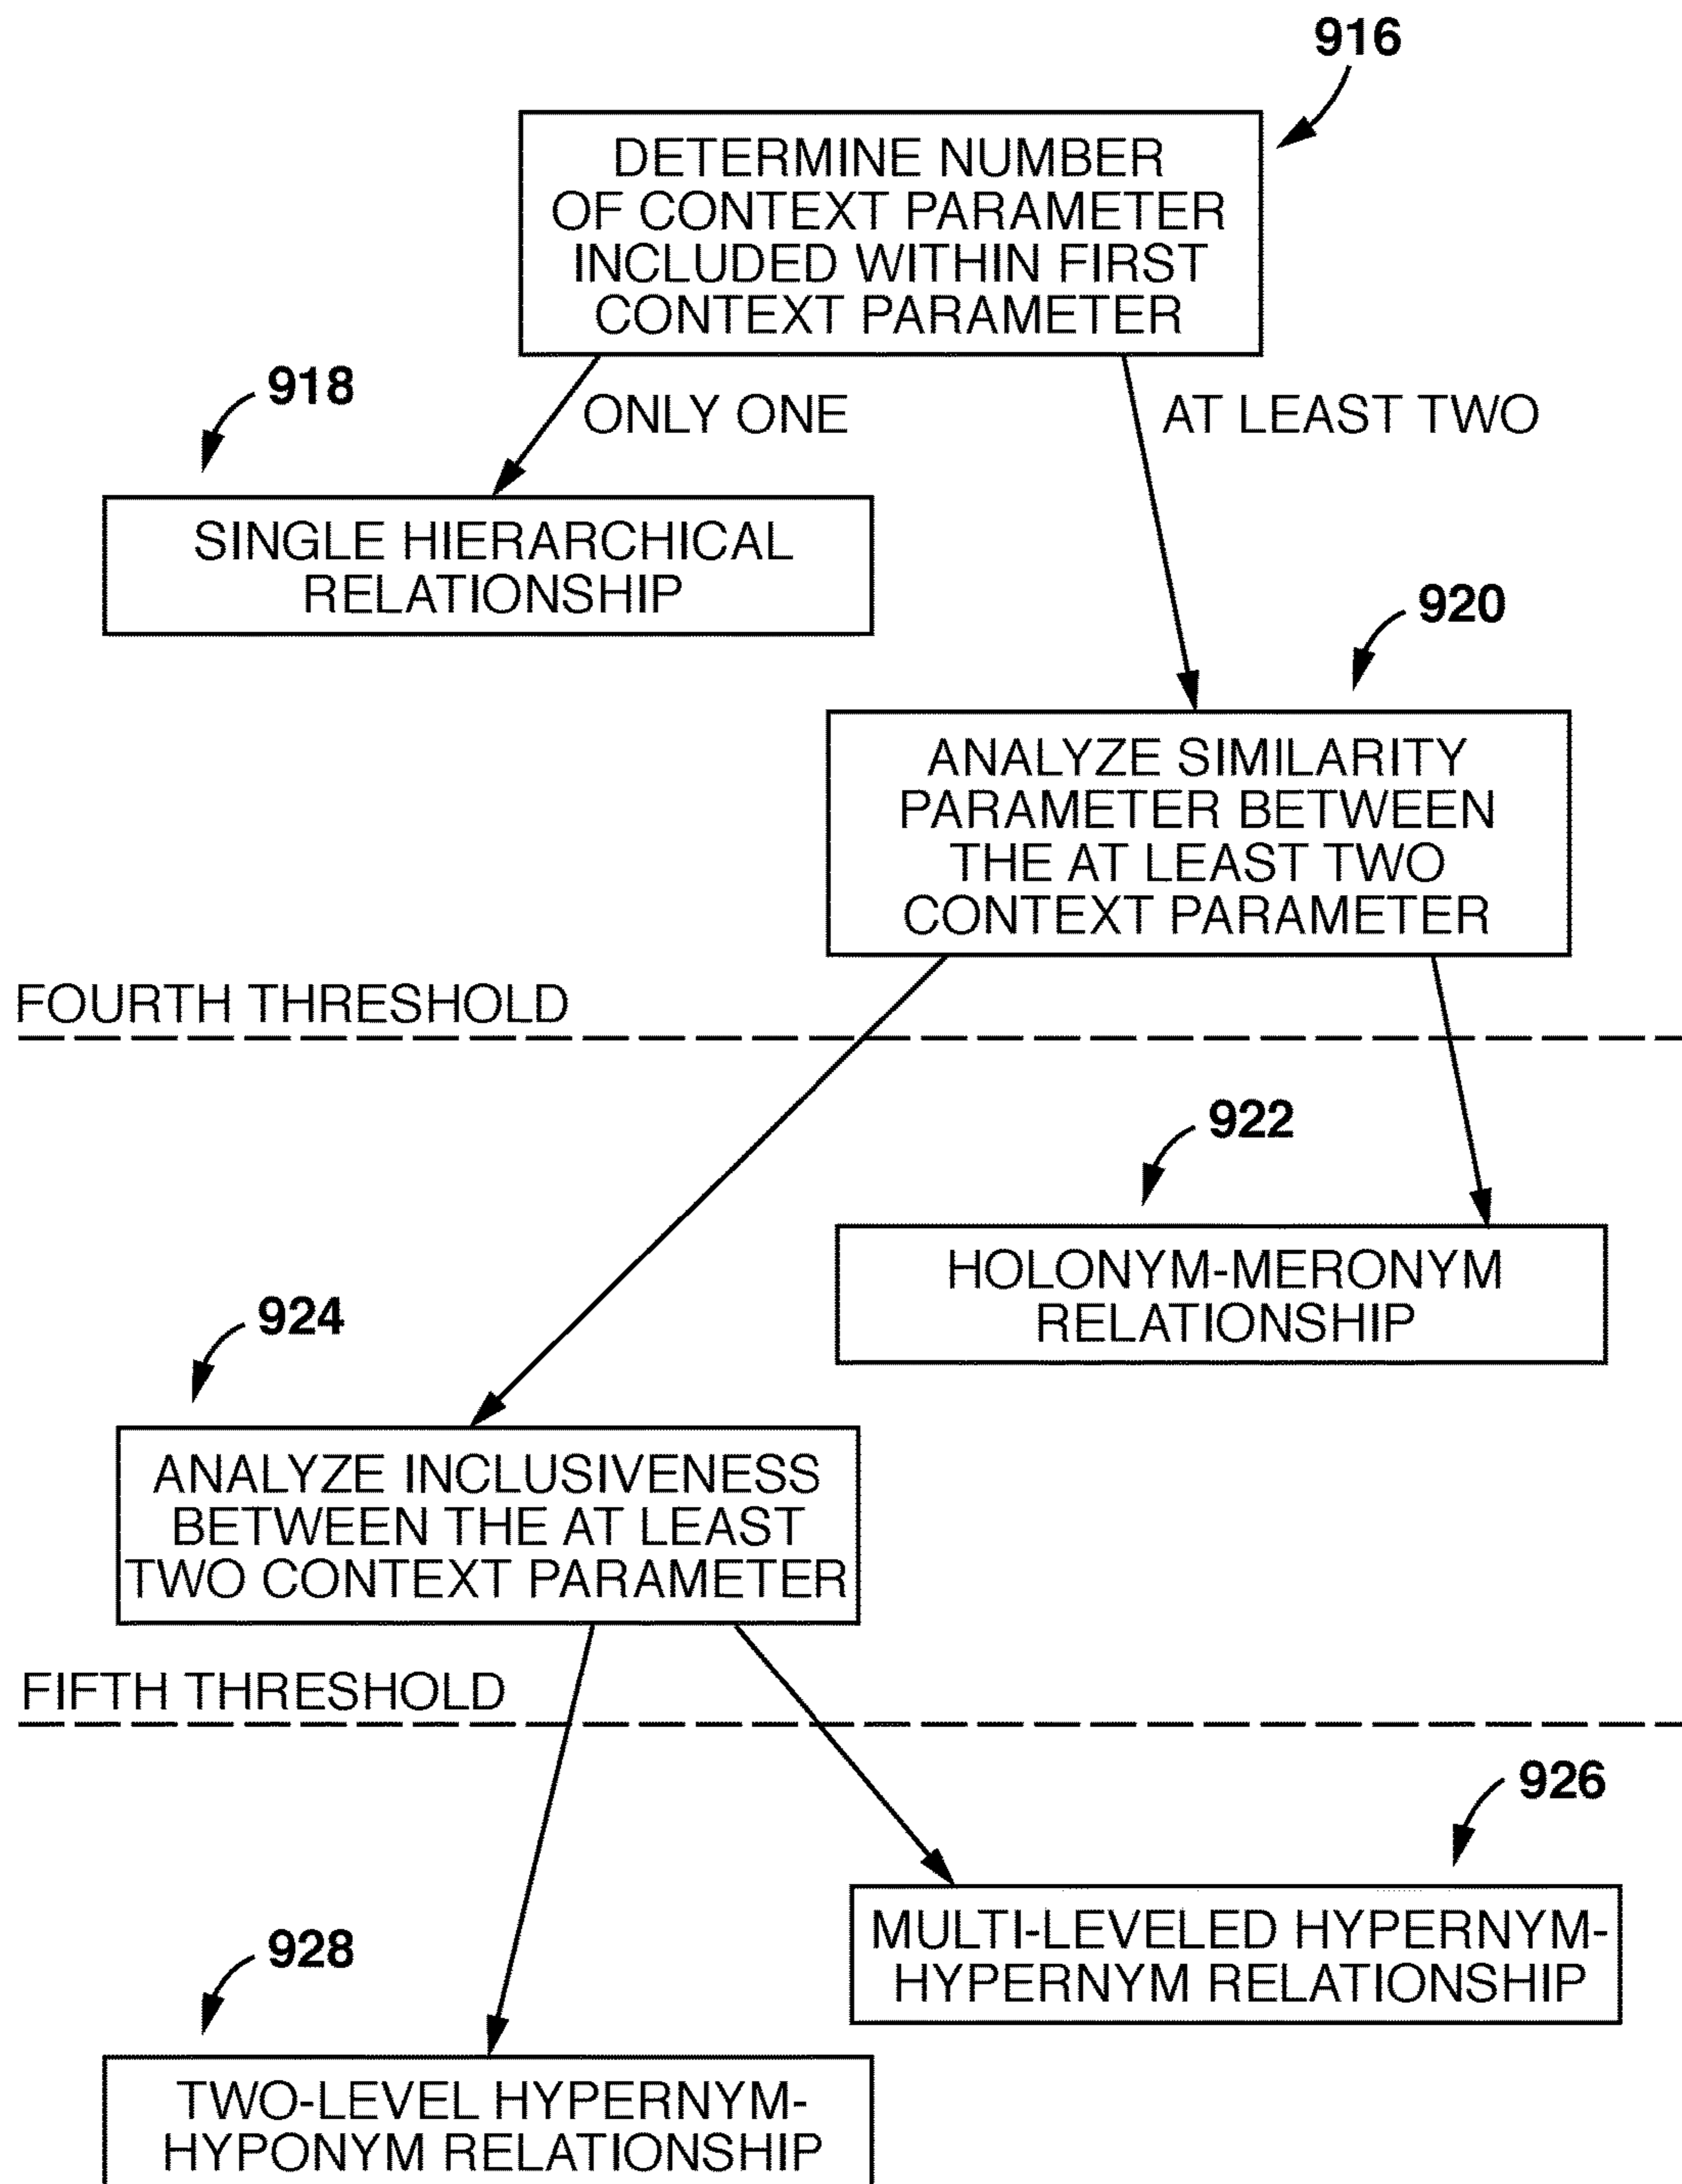 916
DETERMINE NUMBER
OF CONTEXT PARAMETER
INCLUDED WITHIN FIRST
CONTEXT PARAMETER
918
ONLY ONE
AT LEAST TWO
SINGLE HIERARCHICAL
RELATIONSHIP
920
ANALYZE SIMILARITY
PARAMETER BETWEEN
THE AT LEAST TWO
CONTEXT PARAMETER
FOURTH THRESHOLD
922
HOLONYM-MERONYM
RELATIONSHIP
924
ANALYZE INCLUSIVENESS
BETWEEN THE AT LEAST
TWO CONTEXT PARAMETER
FIFTH THRESHOLD
926
MULTI-LEVELED HYPERNYM-
HYPERNYM RELATIONSHIP
928
TWO-LEVEL HYPERNYM-
HYPONYM RELATIONSHIP